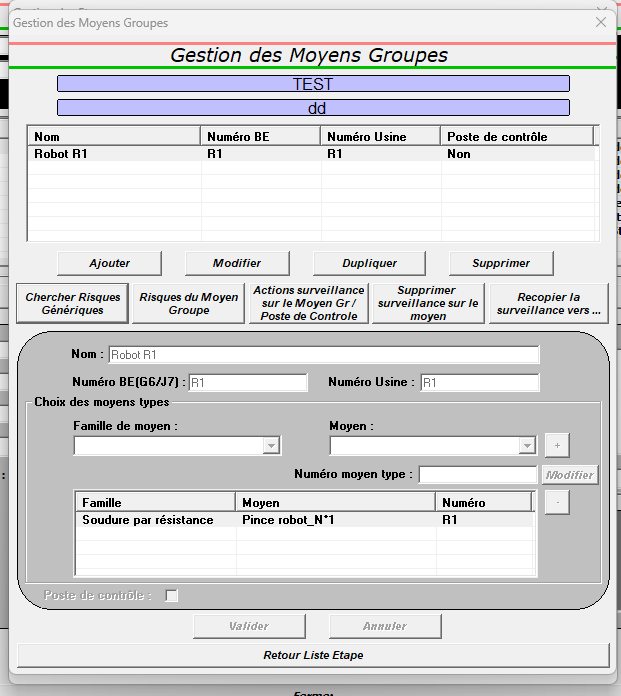 Gestion des Moyens Groupes
Gestion des Moyens Groupes
TEST
dd
Nom Numéro BE Numéro Usine Poste de contrôle
Robot R1 R1 R1 Non
Ajouter Modifier Dupliquer Supprimer
Chercher Risques Génériques
Risques du Moyen Groupe
Actions surveillance sur le Moyen Gr / Poste de Controle
Supprimer surveillance sur le moyen
Recopier la surveillance vers ...
Nom : Robot R1
Numéro BE(G6/J7) : R1 Numéro Usine : R1
Choix des moyens types
Famille de moyen : Moyen :
+
Numéro moyen type : Modifier
Famille Moyen Numéro
Soudure par résistance Pince robot_N°1 R1
-
Poste de contrôle :
Valider Annuler
Retour Liste Etape